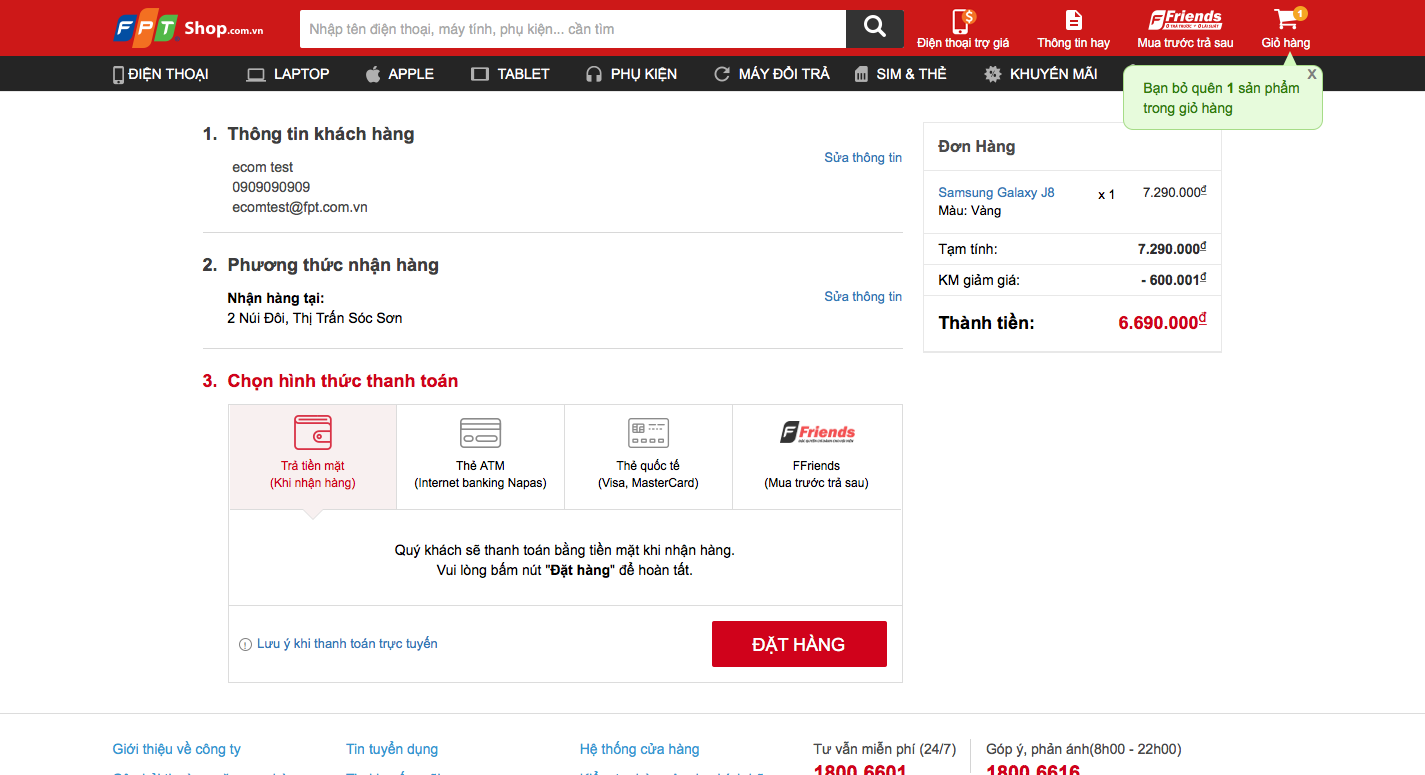 FPT Shop.com.vn
Nhập tên điện thoại, máy tính, phụ kiện... cần tìm
Điện thoại trợ giá
Thông tin hay
FFriends
Mua trước trả sau
1
Giỏ hàng
ĐIỆN THOẠI
LAPTOP
APPLE
TABLET
PHỤ KIỆN
MÁY ĐỔI TRẢ
SIM & THẺ
KHUYẾN MÃI
X
Bạn bỏ quên 1 sản phẩm
trong giỏ hàng
1. Thông tin khách hàng
Sửa thông tin
ecom test
0909090909
ecomtest@fpt.com.vn
2. Phương thức nhận hàng
Sửa thông tin
Nhận hàng tại:
2 Núi Đôi, Thị Trấn Sóc Sơn
3. Chọn hình thức thanh toán
Trả tiền mặt
(Khi nhận hàng)
Thẻ ATM
(Internet banking Napas)
Thẻ quốc tế
(Visa, MasterCard)
FFriends
FFriends
(Mua trước trả sau)
Quý khách sẽ thanh toán bằng tiền mặt khi nhận hàng.
Vui lòng bấm nút "Đặt hàng" để hoàn tất.
Lưu ý khi thanh toán trực tuyến
ĐẶT HÀNG
Đơn Hàng
Samsung Galaxy J8 x 1 7.290.000₫
Màu: Vàng
Tạm tính: 7.290.000₫
KM giảm giá: - 600.001₫
Thành tiền: 6.690.000₫
Giới thiệu về công ty
Tin tuyển dụng
Hệ thống cửa hàng
Tư vấn miễn phí (24/7)
Góp ý, phản ánh(8h00 - 22h00)
1800 6601
1800 6616